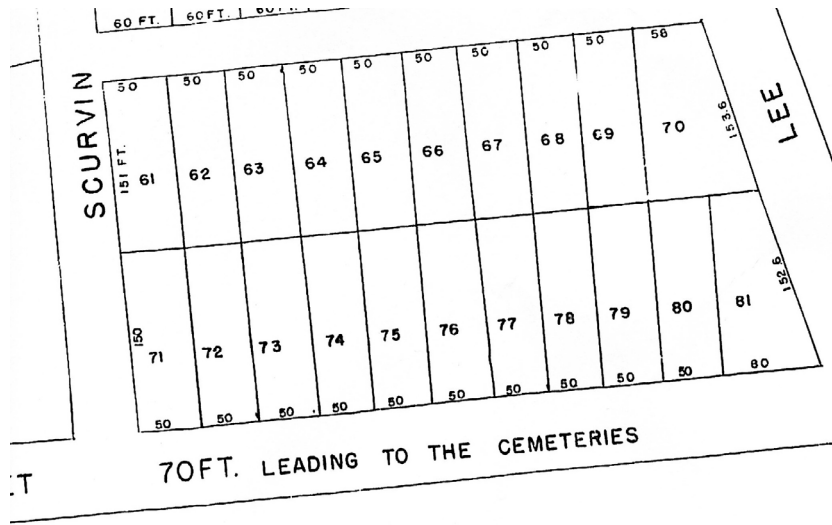 60 FT. 60 FT. 60 FT.
SCURVIN
LEE
50 50 50 50 50 50 50 50 50 58
151 FT.
153.6
61 62 63 64 65 66 67 68 69 70
150
152.6
71 72 73 74 75 76 77 78 79 80 81
50 50 50 50 50 50 50 50 50 50 80
70FT. LEADING TO THE CEMETERIES